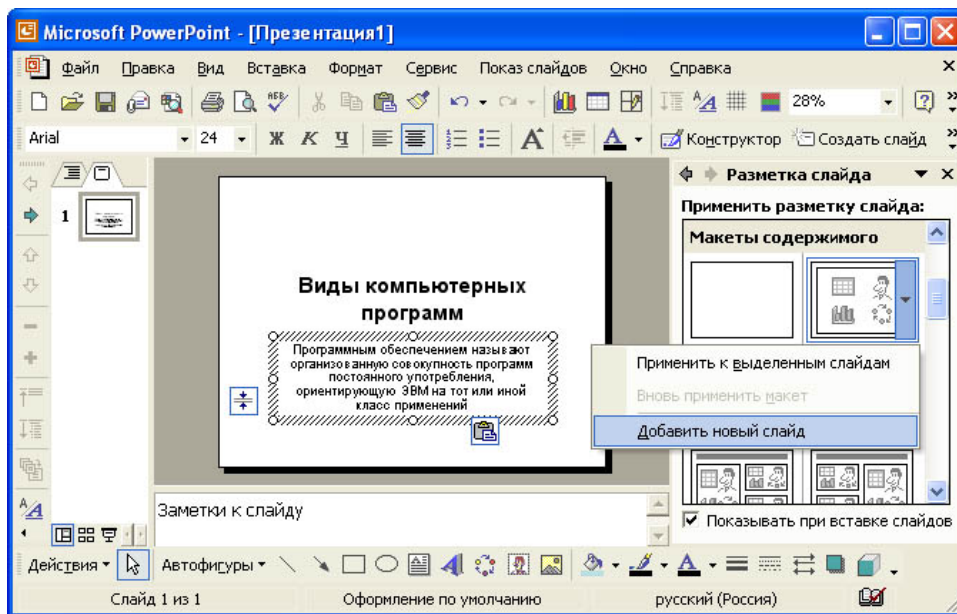 Microsoft PowerPoint - [Презентация1]
Файл Правка Вид Вставка Формат Сервис Показ слайдов Окно Справка
28%
Arial 24 Ж К Ч Конструктор Создать слайд
Разметка слайда
1
Применить разметку слайда:
Макеты содержимого
Виды компьютерных
программ
Программным обеспечением называют
организованную совокупность программ
постоянного употребления,
ориентирующую ЭВМ на тот или иной
класс применений
Применить к выделенным слайдам
Вновь применить макет
Добавить новый слайд
Заметки к слайду
Показывать при вставке слайдов
Действия Автофигуры
Слайд 1 из 1 Оформление по умолчанию русский (Россия)